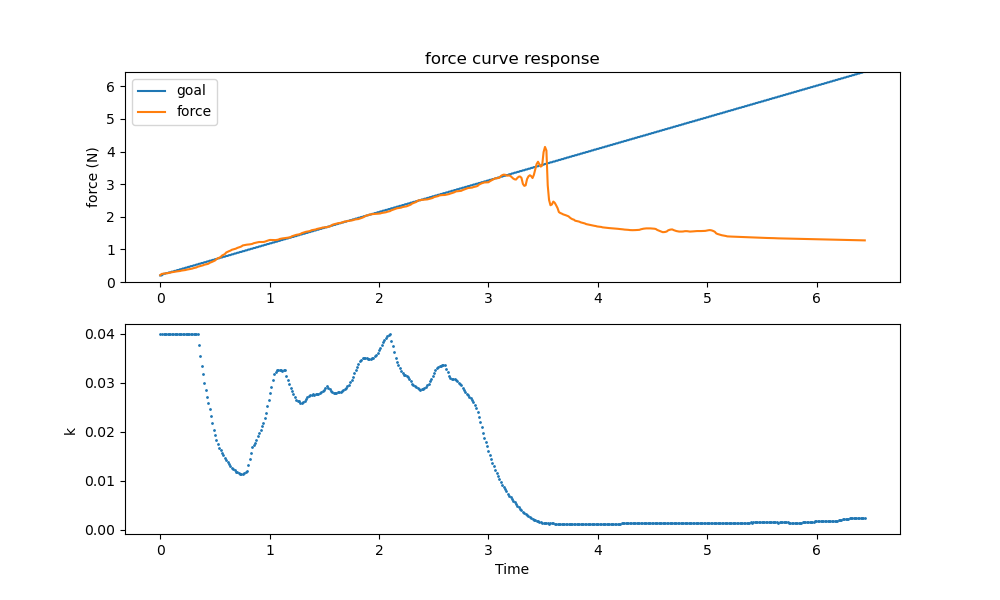 force curve response
goal
force
force (N)
6
5
4
3
2
1
0
0 1 2 3 4 5 6
k
0.04
0.03
0.02
0.01
0.00
0 1 2 3 4 5 6
Time